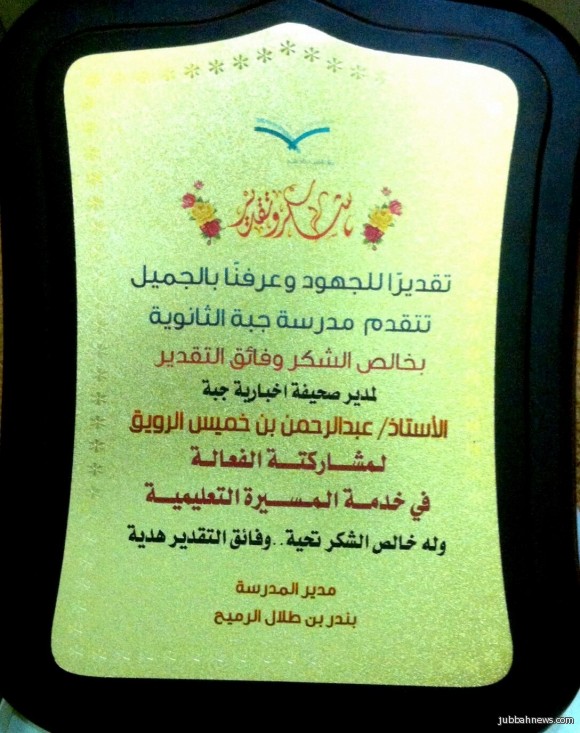 شكر وتقدير
تقديرًا للجهود وعرفنًا بالجميل
تتقدم مدرسة جبة الثانوية
بخالص الشكر وفائق التقدير
لمدير صحيفة اخبارية جبة
الأستاذ/ عبدالرحمن بن خميس الرويق
لمشاركتة الفعالة
في خدمة المسيرة التعليمية
وله خالص الشكر تحية..وفائق التقدير هدية
مدير المدرسة
بندر بن طلال الرميح
jubbahnews.com